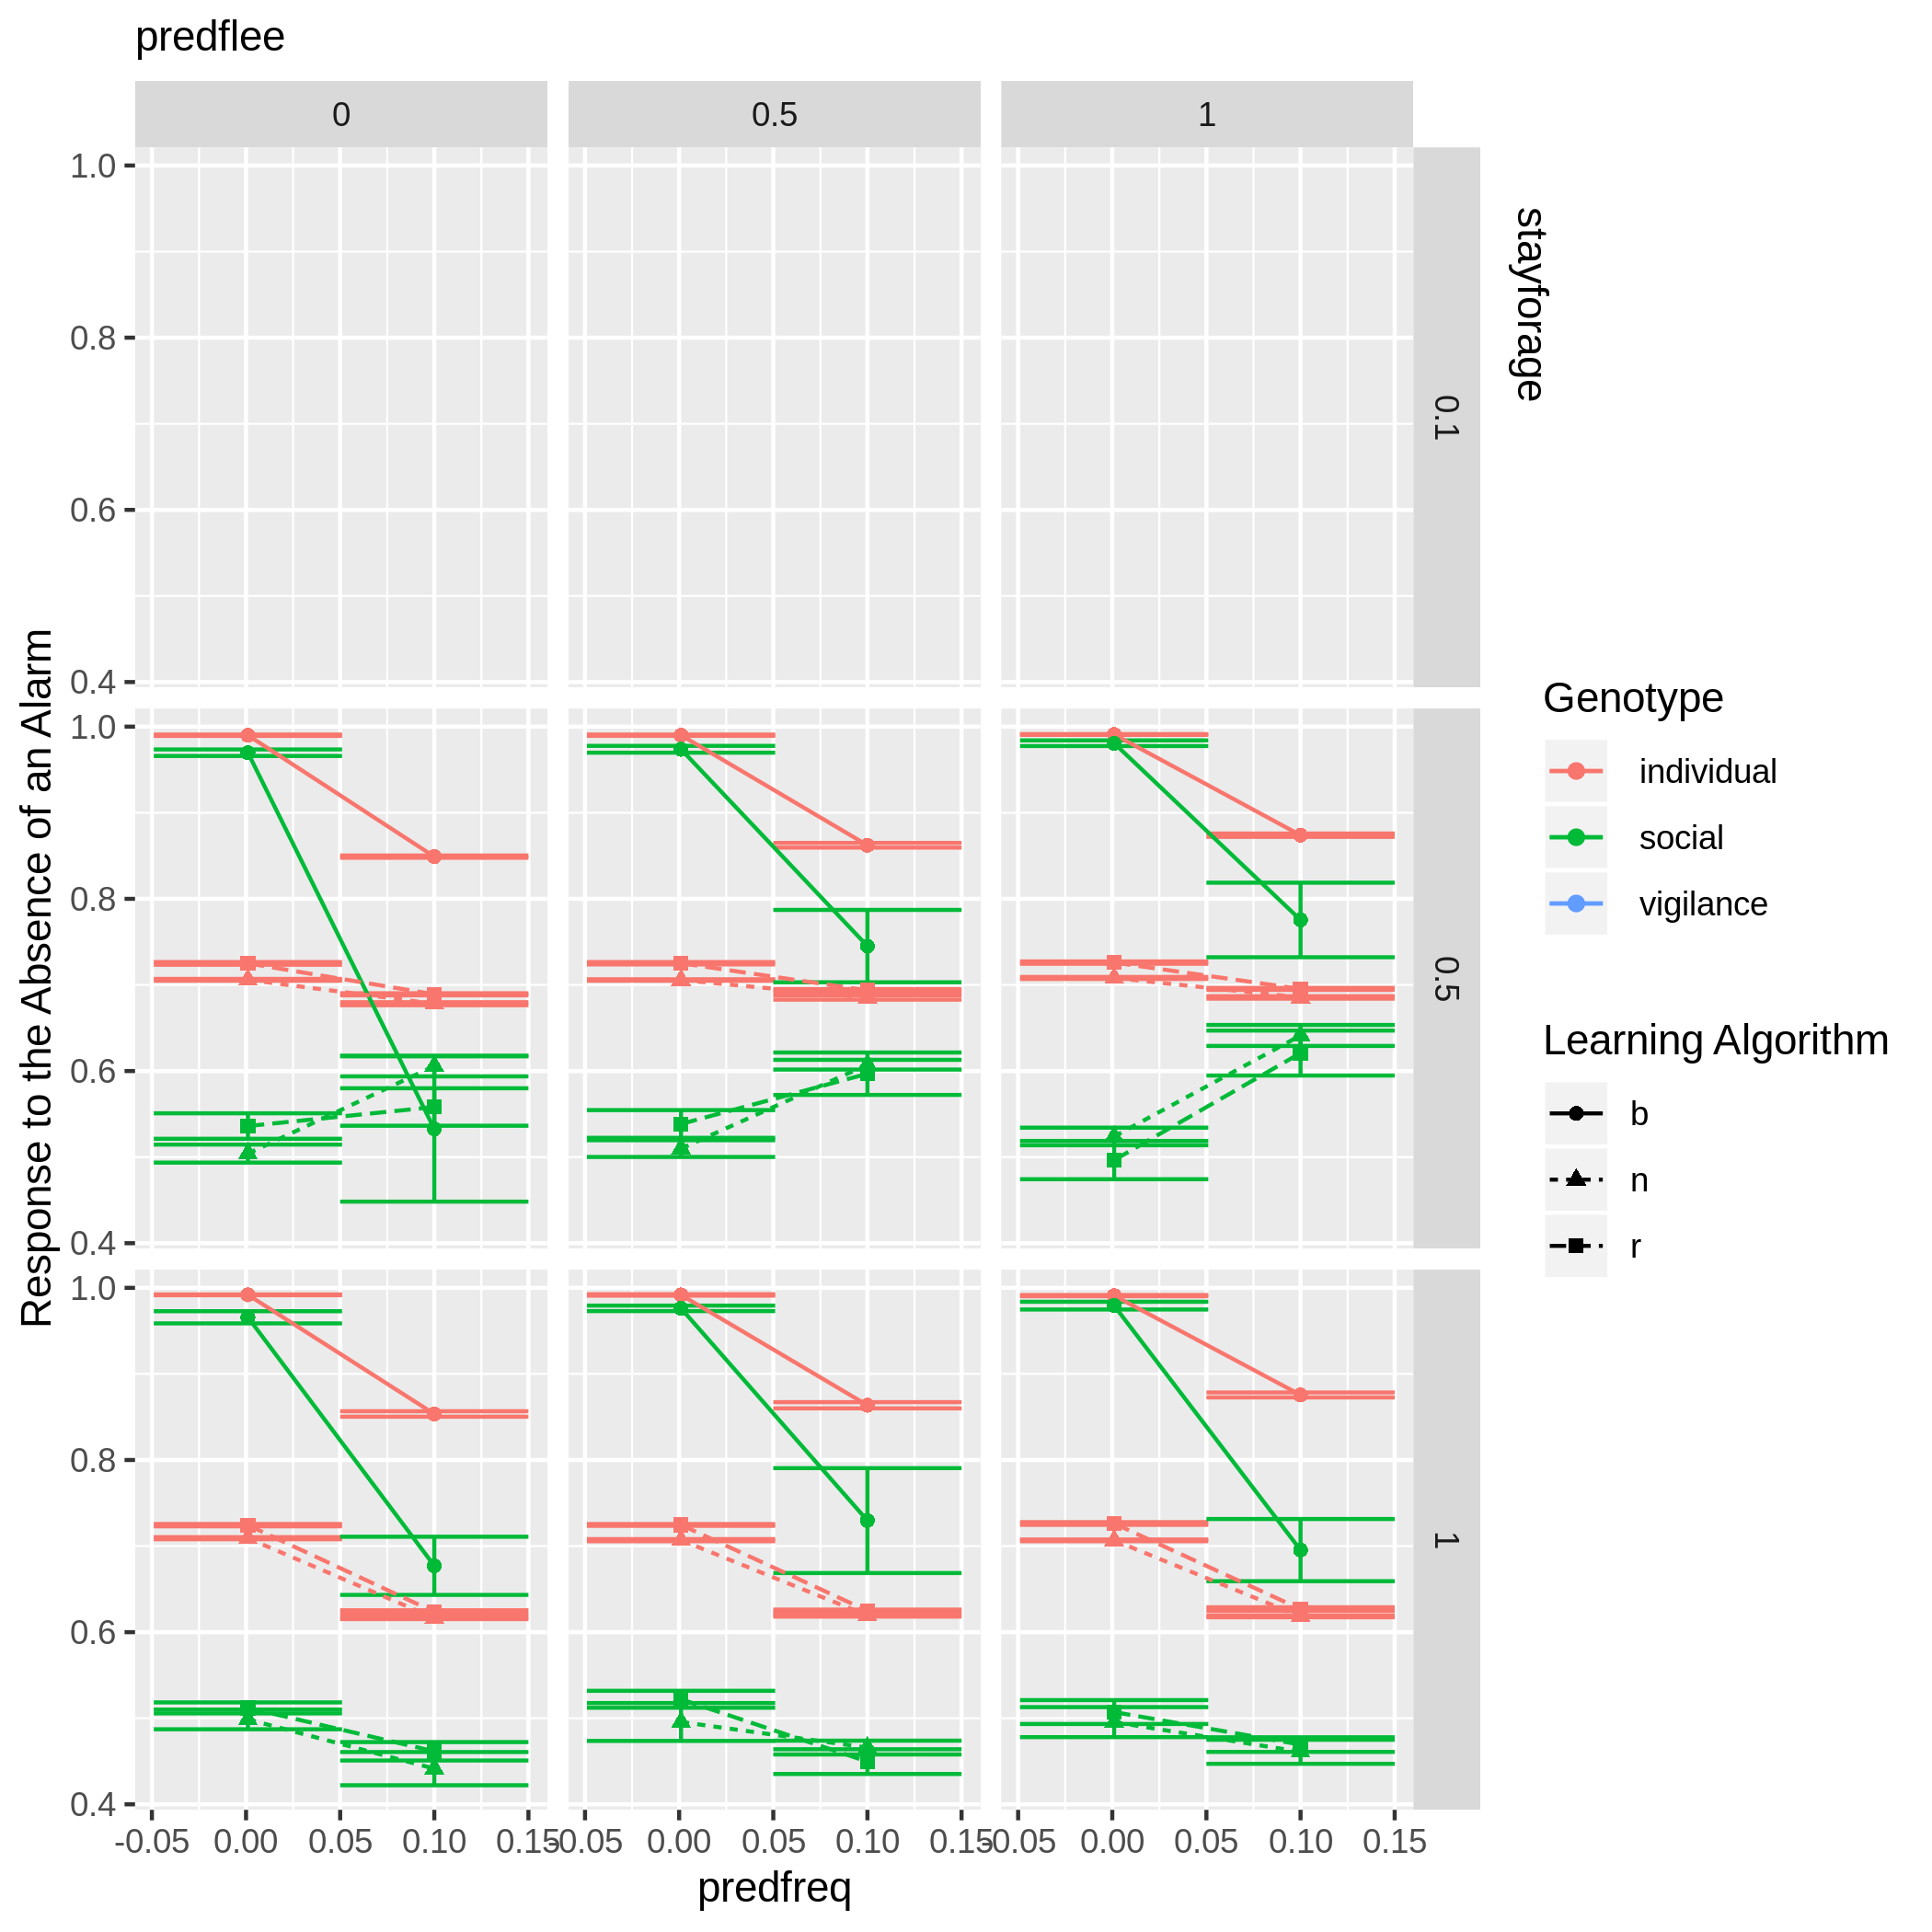 predflee
0
0.5
1
1.0
0.8
0.6
0.4
0.1
stayforage
Response to the Absence of an Alarm
1.0
0.8
0.6
0.4
0.5
1.0
0.8
0.6
0.4
1
-0.05 0.00 0.05 0.10 0.15
-0.05 0.00 0.05 0.10 0.15
-0.05 0.00 0.05 0.10 0.15
predfreq
Genotype
individual
social
vigilance
Learning Algorithm
b
n
r